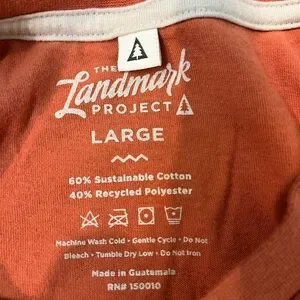 THE
Landmark
PROJECT
LARGE
60% Sustainable Cotton
40% Recycled Polyester
Machine Wash Cold • Gentle Cycle • Do Not
Bleach • Tumble Dry Low • Do Not Iron
Made in Guatemala
RN# 150010